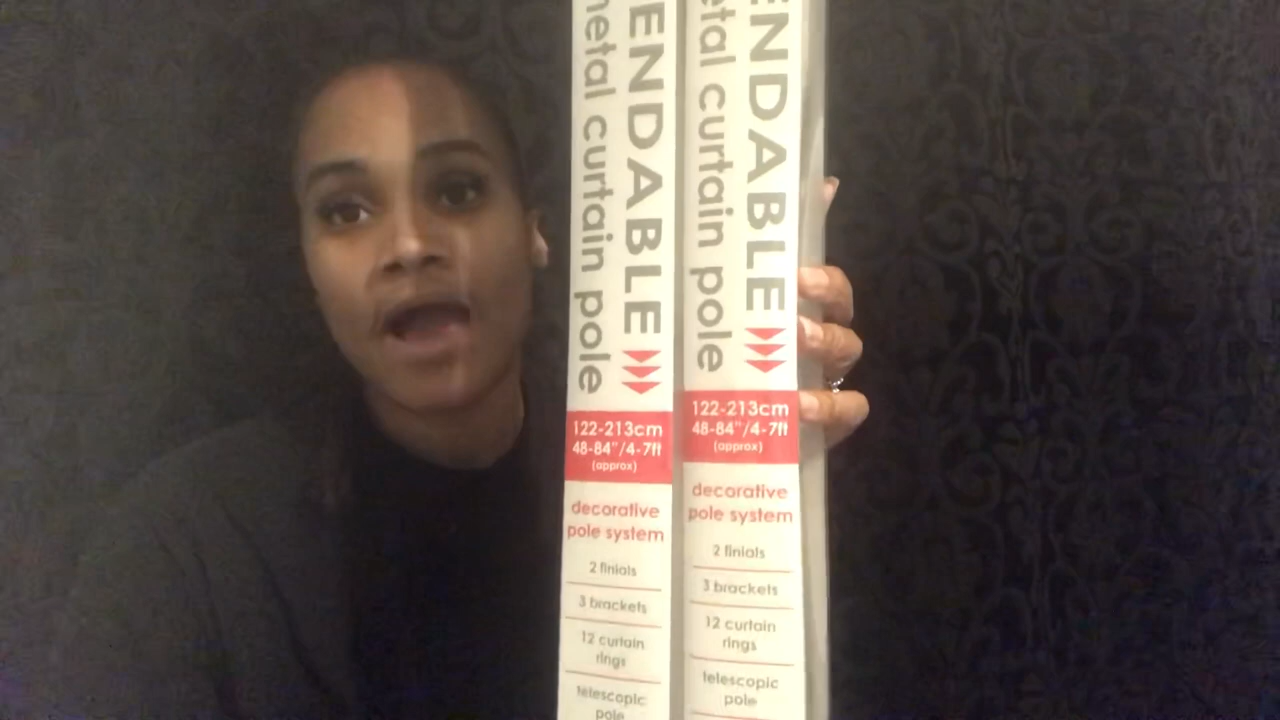 ENDABLE
metal curtain pole
122-213cm
48-84"/4-7ft
(approx)
decorative
pole system
2 finials
3 brackets
12 curtain
rings
telescopic
pole
ENDABLE
etal curtain pole
122-213cm
48-84"/4-7ft
(approx)
decorative
pole system
2 finials
3 brackets
12 curtain
rings
telescopic
pole